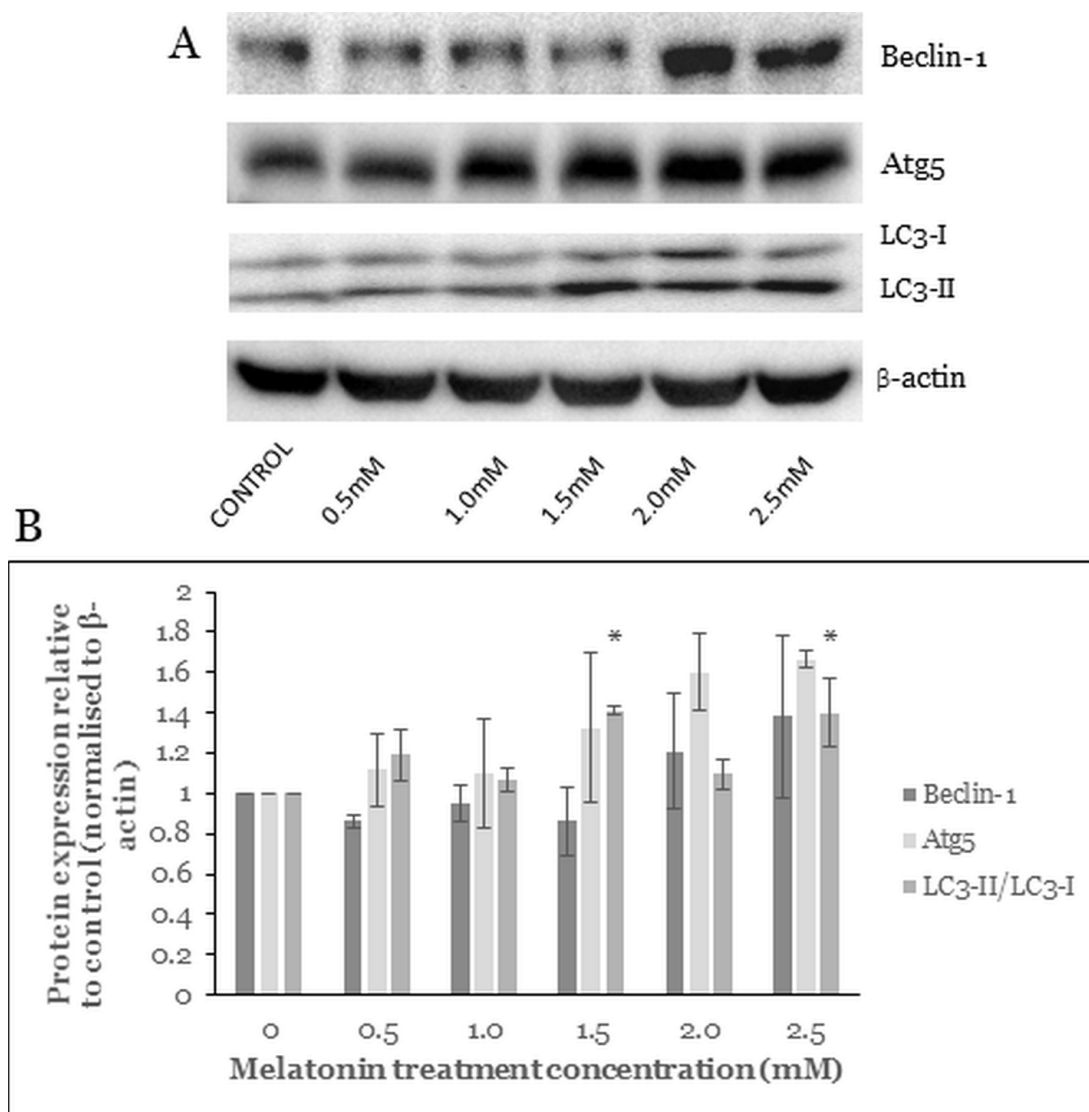 A
Beclin-1
Atg5
LC3-I
LC3-II
β-actin
CONTROL
0.5mM
1.0mM
1.5mM
2.0mM
2.5mM
B
Protein expression relative
to control (normalised to β-
actin)
2
1.8
1.6
1.4
1.2
1
0.8
0.6
0.4
0.2
0
*
*
Beclin-1
Atg5
LC3-II/LC3-I
0 0.5 1.0 1.5 2.0 2.5
Melatonin treatment concentration (mM)